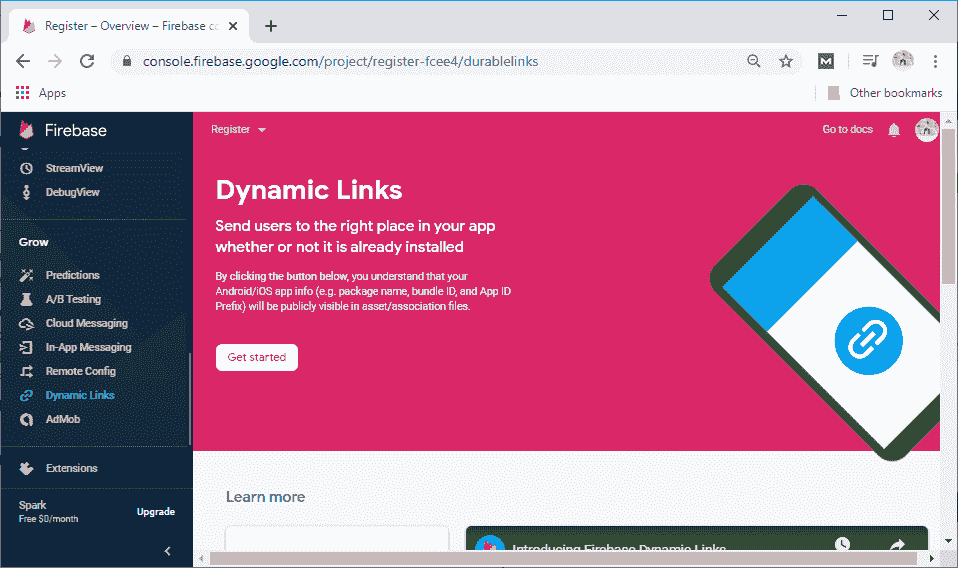 Register – Overview – Firebase co
console.firebase.google.com/project/register-fcee4/durablelinks
Apps
Other bookmarks
Firebase
StreamView
DebugView
Grow
Predictions
A/B Testing
Cloud Messaging
In-App Messaging
Remote Config
Dynamic Links
AdMob
Extensions
Spark
Free $0/month
Upgrade
Register
Go to docs
Dynamic Links
Send users to the right place in your app
whether or not it is already installed
By clicking the button below, you understand that your
Android/iOS app info (e.g. package name, bundle ID, and App ID
Prefix) will be publicly visible in asset/association files.
Get started
Learn more
Introducing Firebase Dynamic Links